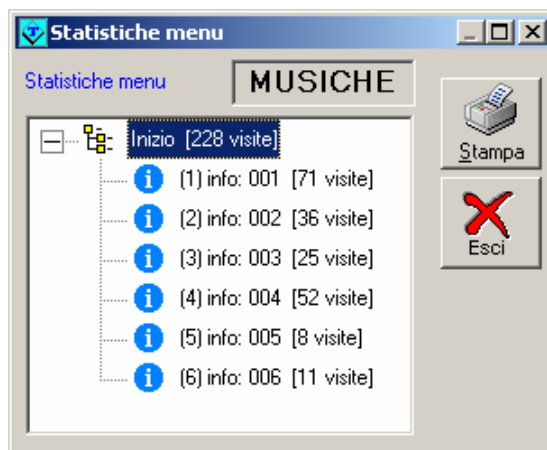 Statistiche menu
Statistiche menu
MUSICHE
Inizio [228 visite]
(1) info: 001 [71 visite]
(2) info: 002 [36 visite]
(3) info: 003 [25 visite]
(4) info: 004 [52 visite]
(5) info: 005 [8 visite]
(6) info: 006 [11 visite]
Stampa
Esci